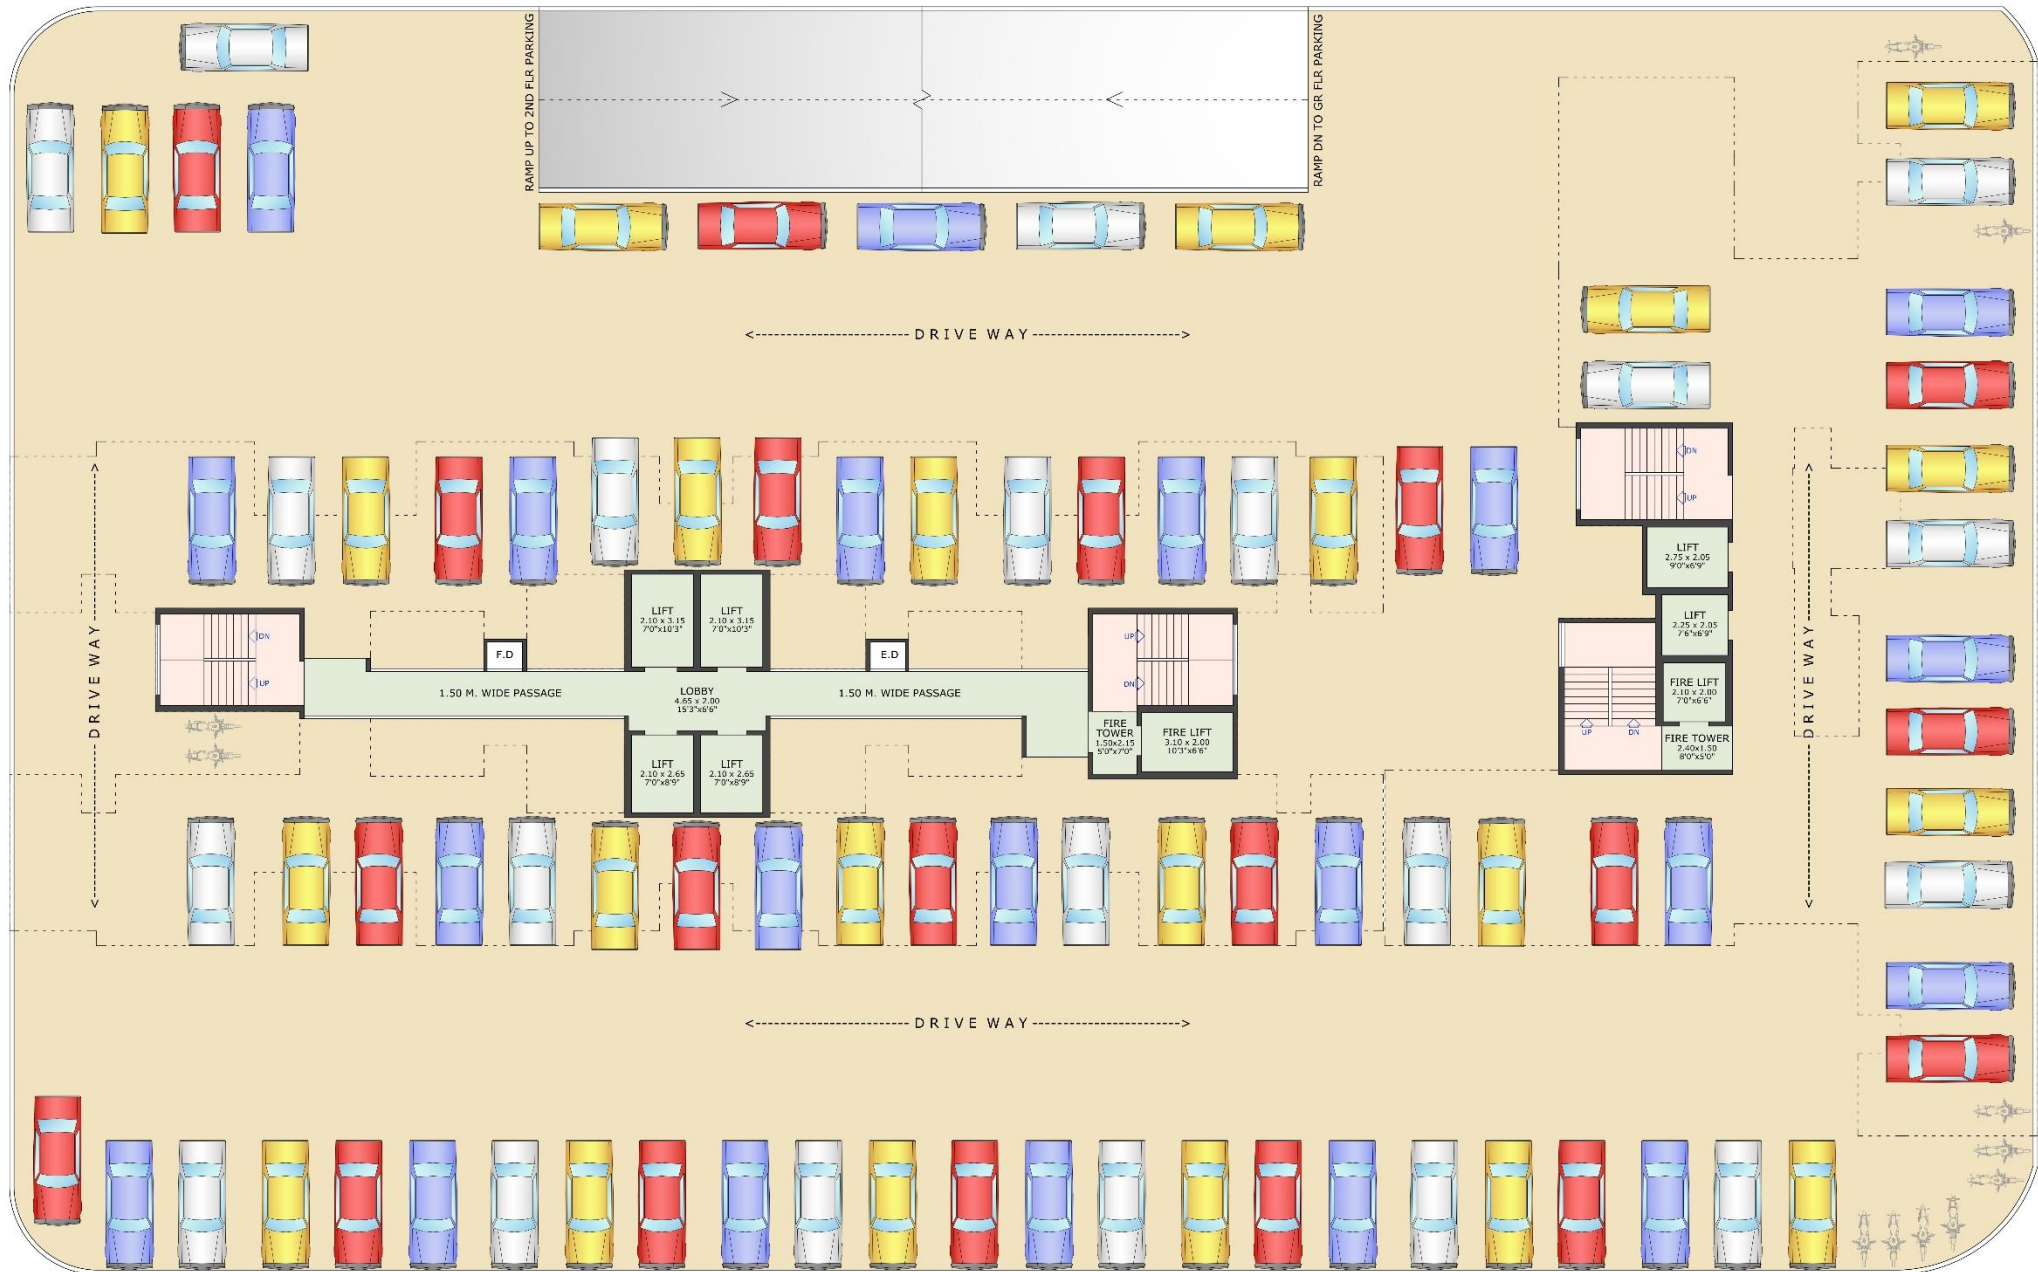 RAMP UP TO 2ND FLR PARKING
RAMP DN TO GR FLR PARKING
<---------- DRIVE WAY ---------->
DN
UP
LIFT
2.75 x 2.05
9'0"x6'9"
LIFT
2.25 x 2.05
7'6"x6'9"
FIRE LIFT
2.10 x 2.00
7'0"x6'6"
UP
DN
FIRE TOWER
2.40x1.50
8'0"x5'0"
DRIVE WAY
DRIVE WAY
DN
UP
F.D
LIFT
2.10 x 3.15
7'0"x10'3"
LIFT
2.10 x 3.15
7'0"x10'3"
E.D
1.50 M. WIDE PASSAGE
LOBBY
4.65 x 2.00
15'3"x6'6"
1.50 M. WIDE PASSAGE
LIFT
2.10 x 2.65
7'0"x8'9"
LIFT
2.10 x 2.65
7'0"x8'9"
UP
DN
FIRE
TOWER
1.50x2.15
5'0"x7'0"
FIRE LIFT
3.10 x 2.00
10'3"x6'6"
<---------- DRIVE WAY ---------->